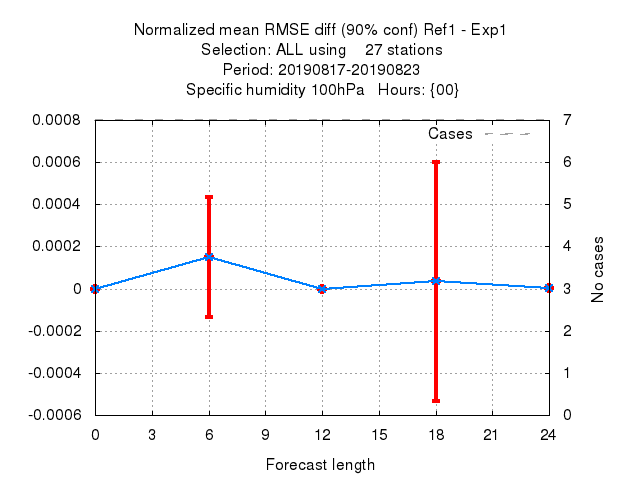 Normalized mean RMSE diff (90% conf) Ref1 - Exp1
Selection: ALL using    27 stations
Period: 20190817-20190823
Specific humidity 100hPa   Hours: {00}
0.0008
0.0006
0.0004
0.0002
0
-0.0002
-0.0004
-0.0006
Cases
7
6
5
4
3
2
1
0
No cases
0 3 6 9 12 15 18 21 24
Forecast length